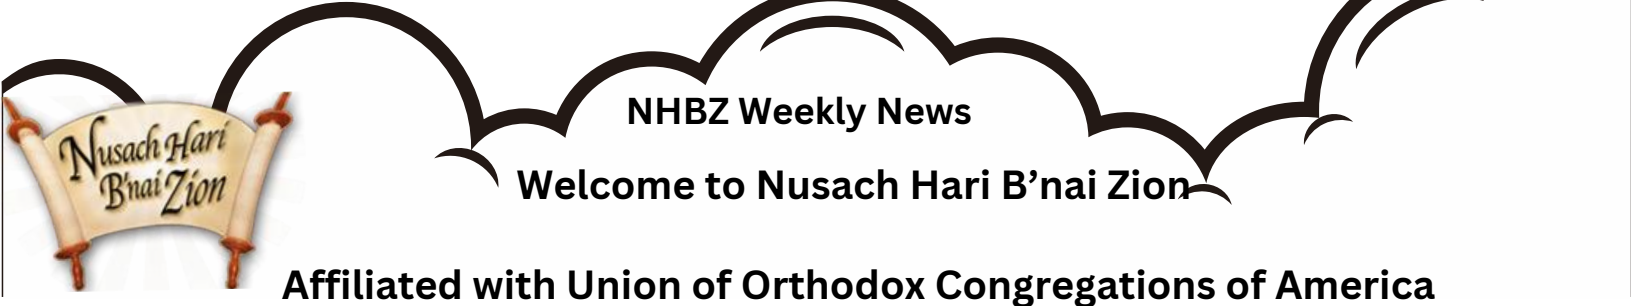 NHBZ Weekly News
Nusach Hari
B'nai Zion
Welcome to Nusach Hari B’nai Zion
Affiliated with Union of Orthodox Congregations of America